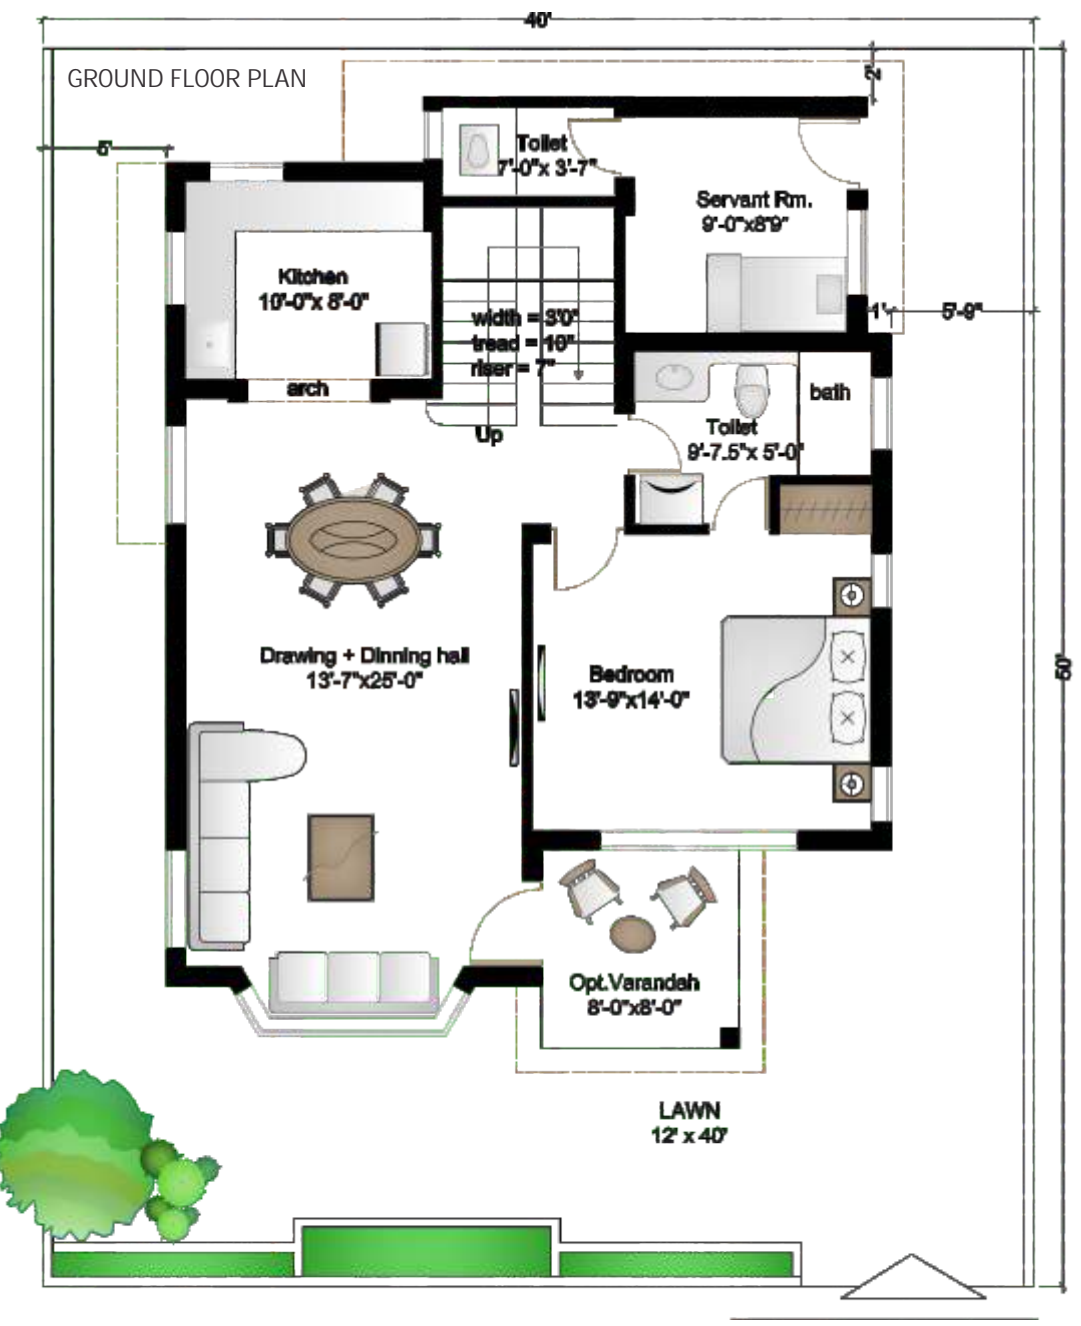 40'
GROUND FLOOR PLAN
2'
5'
Toilet
7'-0"x 3'-7"
Servant Rm.
9'-0"x8'9"
Kitchen
10'-0"x 8'-0"
width = 3'0"
tread = 10"
riser = 7"
1'
5'-9"
arch
bath
Up
Toilet
9'-7.5"x 5'-0"
Drawing + Dinning hall
13'-7"x25'-0"
Bedroom
13'-9"x14'-0"
50'
Opt.Varandah
8'-0"x8'-0"
LAWN
12' x 40'